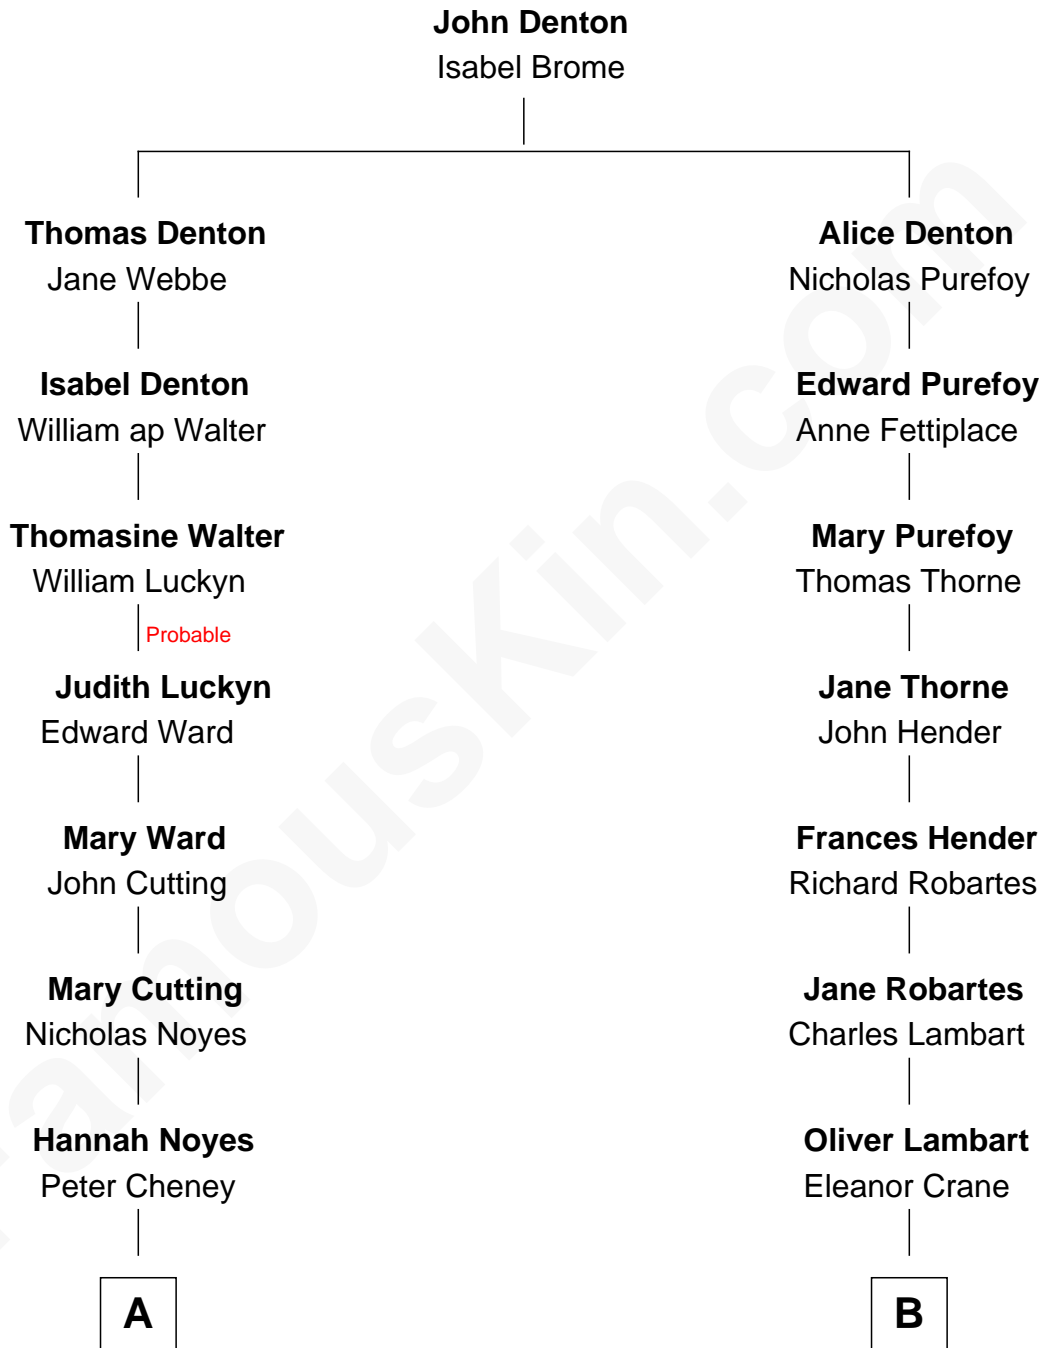 John Denton
Isabel Brome
Thomas Denton
Jane Webbe
Alice Denton
Nicholas Purefoy
Isabel Denton
William ap Walter
Edward Purefoy
Anne Fettiplace
Thomasine Walter
William Luckyn
Mary Purefoy
Thomas Thorne
Probable
Judith Luckyn
Edward Ward
Jane Thorne
John Hender
Mary Ward
John Cutting
Frances Hender
Richard Robartes
Mary Cutting
Nicholas Noyes
Jane Robartes
Charles Lambart
Hannah Noyes
Peter Cheney
Oliver Lambart
Eleanor Crane
A
B
FamousKin.com